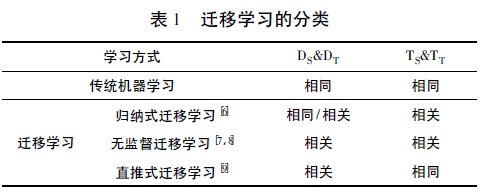 表1 迁移学习的分类
学习方式 DS&DT TS&TT
传统机器学习 相同 相同
归纳式迁移学习[6] 相同/相关 相关
迁移学习 无监督迁移学习[7,8] 相关 相关
直推式迁移学习[9] 相关 相同